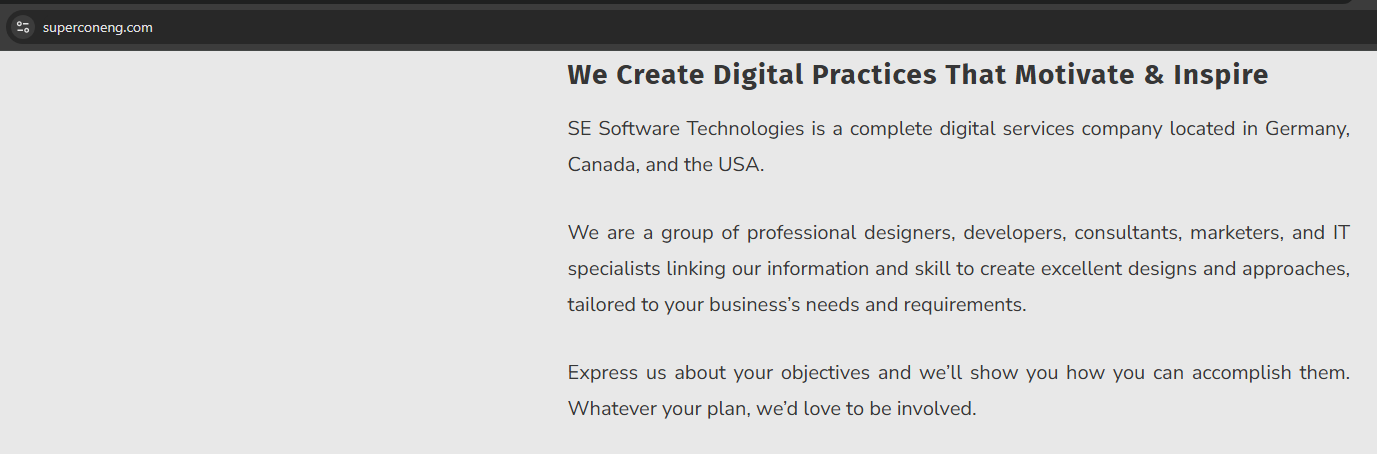 superconeng.com
We Create Digital Practices That Motivate & Inspire
SE Software Technologies is a complete digital services company located in Germany,
Canada, and the USA.
We are a group of professional designers, developers, consultants, marketers, and IT
specialists linking our information and skill to create excellent designs and approaches,
tailored to your business’s needs and requirements.
Express us about your objectives and we’ll show you how you can accomplish them.
Whatever your plan, we’d love to be involved.